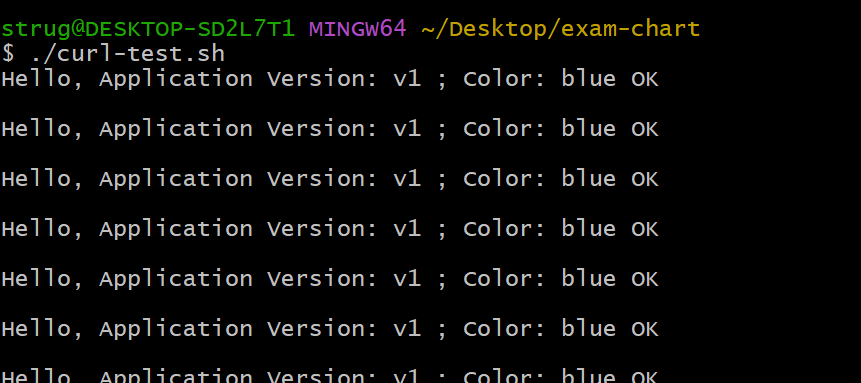 strug@DESKTOP-SD2L7T1 MINGW64 ~/Desktop/exam-chart
$ ./curl-test.sh
Hello, Application Version: v1 ; Color: blue OK
Hello, Application Version: v1 ; Color: blue OK
Hello, Application Version: v1 ; Color: blue OK
Hello, Application Version: v1 ; Color: blue OK
Hello, Application Version: v1 ; Color: blue OK
Hello, Application Version: v1 ; Color: blue OK
Hello, Application Version: v1 ; Color: blue OK